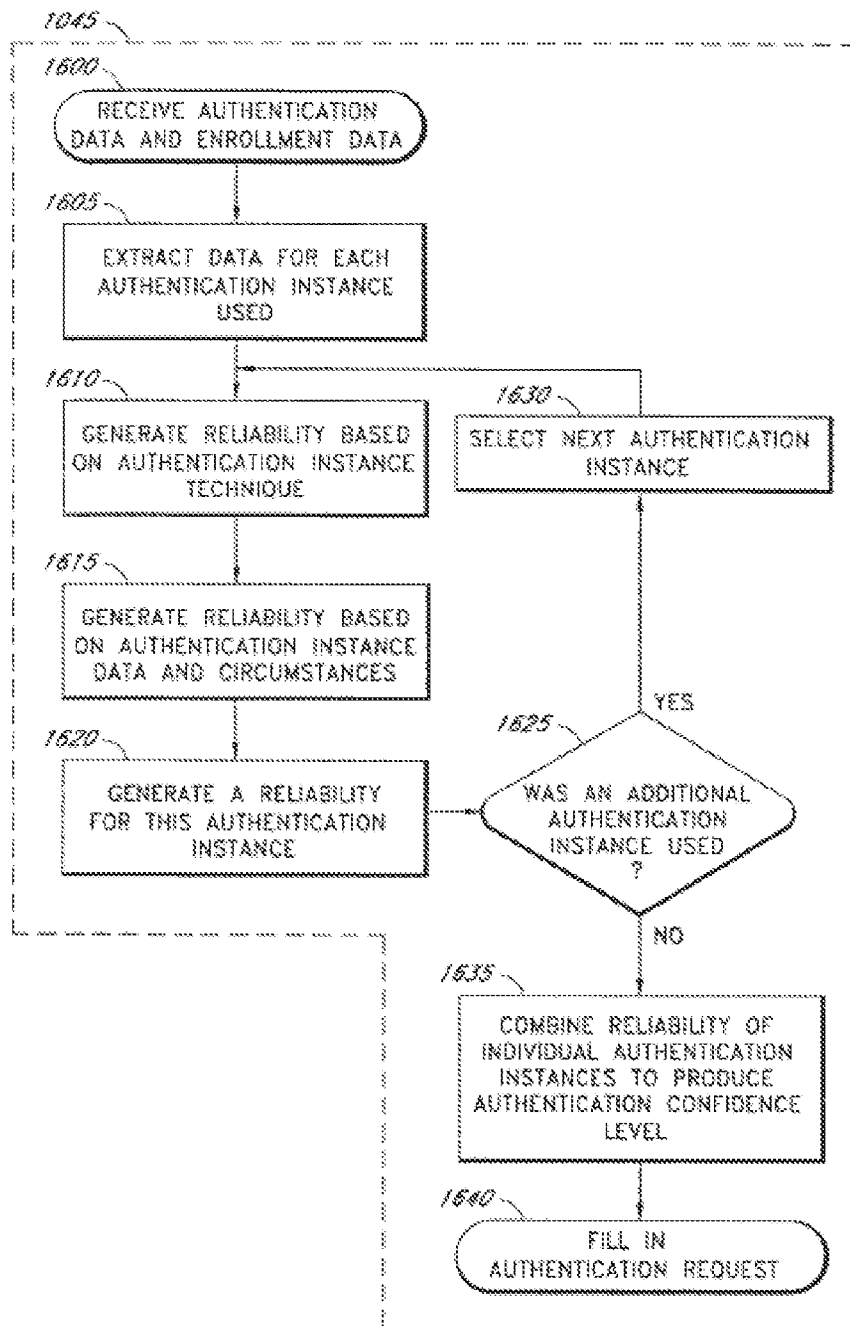 1045
1600
RECEIVE AUTHENTICATION
DATA AND ENROLLMENT DATA
1605
EXTRACT DATA FOR EACH
AUTHENTICATION INSTANCE
USED
1610
GENERATE RELIABILITY BASED
ON AUTHENTICATION INSTANCE
TECHNIQUE
1630
SELECT NEXT AUTHENTICATION
INSTANCE
1615
GENERATE RELIABILITY BASED
ON AUTHENTICATION INSTANCE
DATA AND CIRCUMSTANCES
YES
1620
GENERATE A RELIABILITY
FOR THIS AUTHENTICATION
INSTANCE
1625
WAS AN ADDITIONAL
AUTHENTICATION
INSTANCE USED
?
NO
1635
COMBINE RELIABILITY OF
INDIVIDUAL AUTHENTICATION
INSTANCES TO PRODUCE
AUTHENTICATION CONFIDENCE
LEVEL
1640
FILL IN
AUTHENTICATION REQUEST